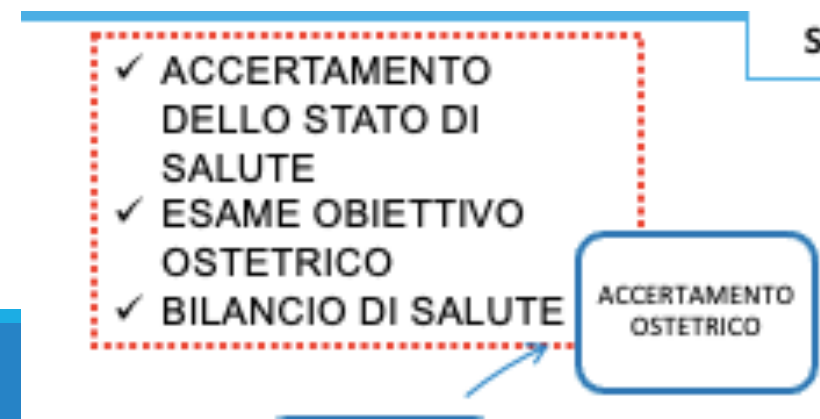 S
✓ ACCERTAMENTO
DELLO STATO DI
SALUTE
✓ ESAME OBIETTIVO
OSTETRICO
✓ BILANCIO DI SALUTE
ACCERTAMENTO
OSTETRICO